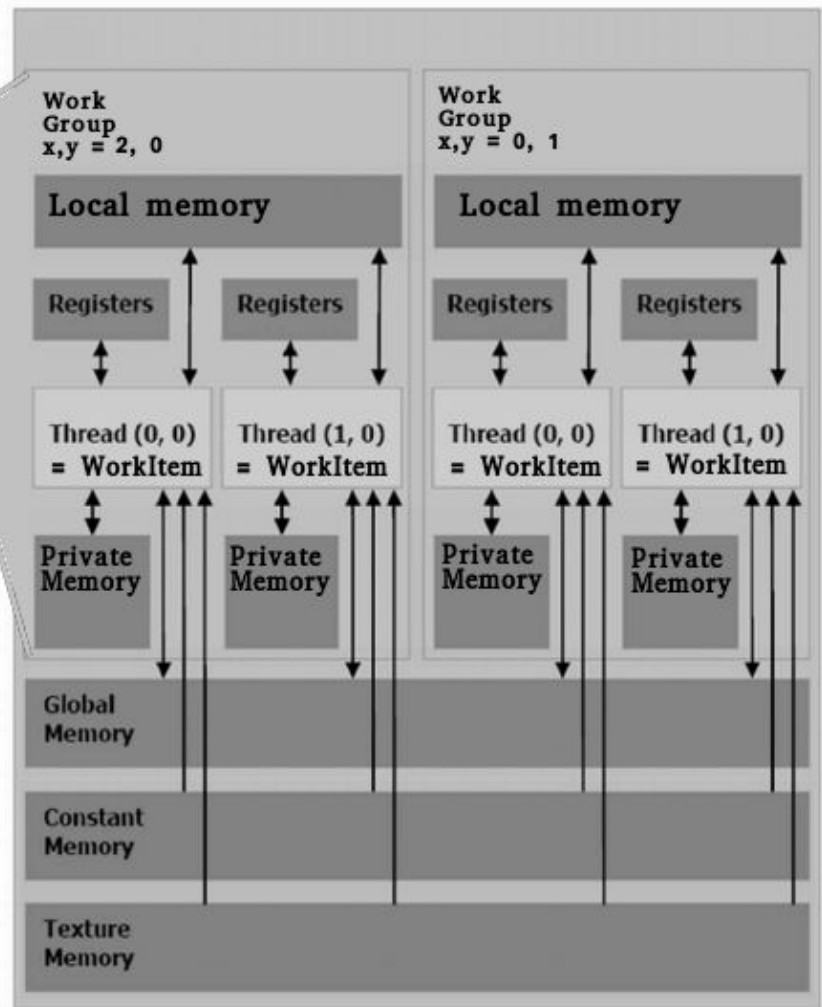 Work
Group
x,y = 2, 0
Local memory
Registers
Registers
Thread (0, 0)
= WorkItem
Thread (1, 0)
= WorkItem
Private
Memory
Private
Memory
Work
Group
x,y = 0, 1
Local memory
Registers
Registers
Thread (0, 0)
= WorkItem
Thread (1, 0)
= WorkItem
Private
Memory
Private
Memory
Global
Memory
Constant
Memory
Texture
Memory